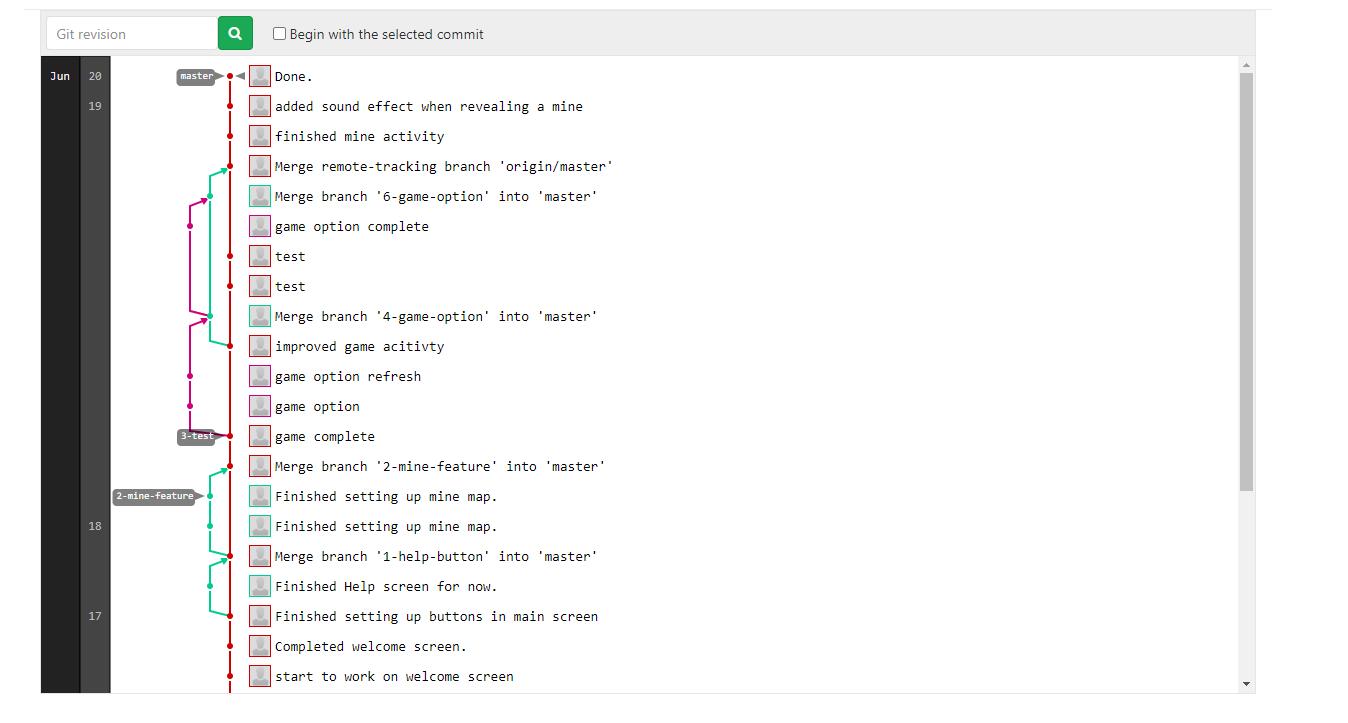 Git revision
Begin with the selected commit
Jun 20 master Done.
19 added sound effect when revealing a mine
finished mine activity
Merge remote-tracking branch 'origin/master'
Merge branch '6-game-option' into 'master'
game option complete
test
test
Merge branch '4-game-option' into 'master'
improved game acitivty
game option refresh
game option
3-test game complete
Merge branch '2-mine-feature' into 'master'
2-mine-feature Finished setting up mine map.
18 Finished setting up mine map.
Merge branch '1-help-button' into 'master'
Finished Help screen for now.
17 Finished setting up buttons in main screen
Completed welcome screen.
start to work on welcome screen